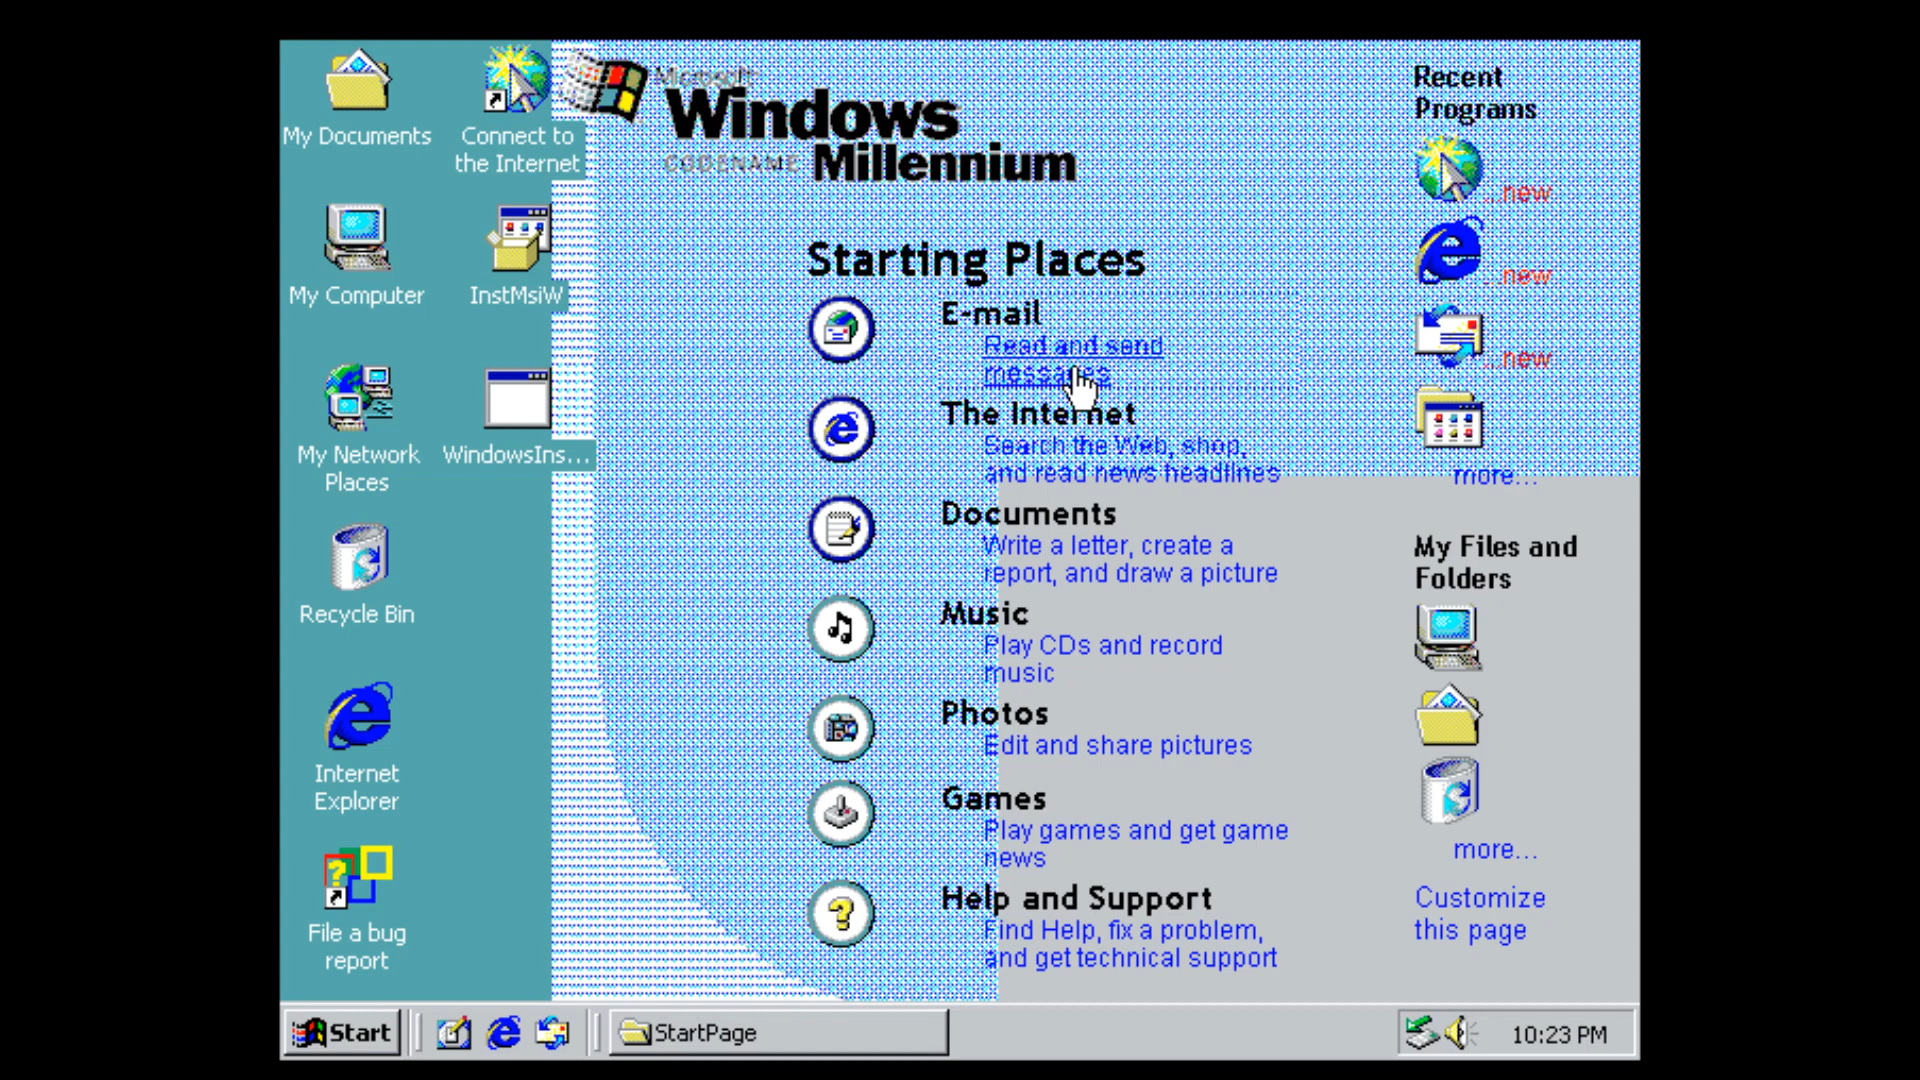 My Documents
Connect to
the Internet
My Computer
InstMsiW
My Network
Places
WindowsIns...
Recycle Bin
Internet
Explorer
File a bug
report
Microsoft
Windows
CODENAME Millennium
Starting Places
E-mail
Read and send
messages
The Internet
Search the Web, shop,
and read news headlines
Documents
Write a letter, create a
report, and draw a picture
Music
Play CDs and record
music
Photos
Edit and share pictures
Games
Play games and get game
news
Help and Support
Find Help, fix a problem,
and get technical support
Recent
Programs
...new
...new
...new
more...
My Files and
Folders
more...
Customize
this page
Start
StartPage
10:23 PM